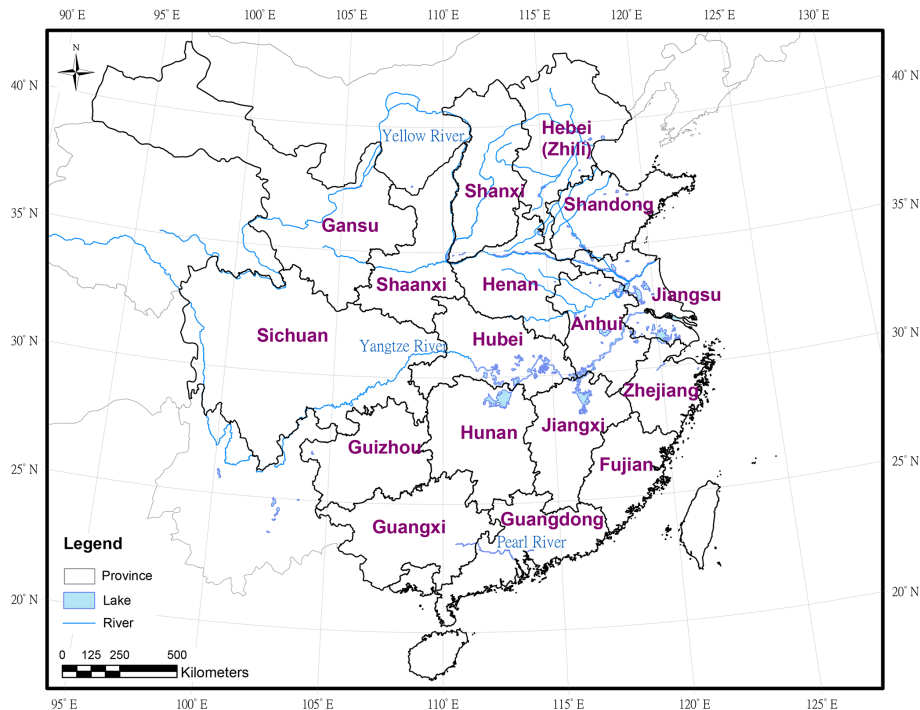 90° E 95° E 100° E 105° E 110° E 115° E 120° E 125° E 130° E
N
40° N
40° N
Yellow River
Hebei
(Zhili)
Shanxi
Shandong
35° N
35° N
Gansu
Shaanxi
Henan
Jiangsu
Anhui
Sichuan
Hubei
30° N
30° N
Yangtze River
Zhejiang
Jiangxi
Hunan
Guizhou
Fujian
25° N
25° N
Guangxi
Guangdong
Pearl River
Legend
Province
Lake
River
20° N
20° N
0 125 250 500
Kilometers
95° E 100° E 105° E 110° E 115° E 120° E 125° E